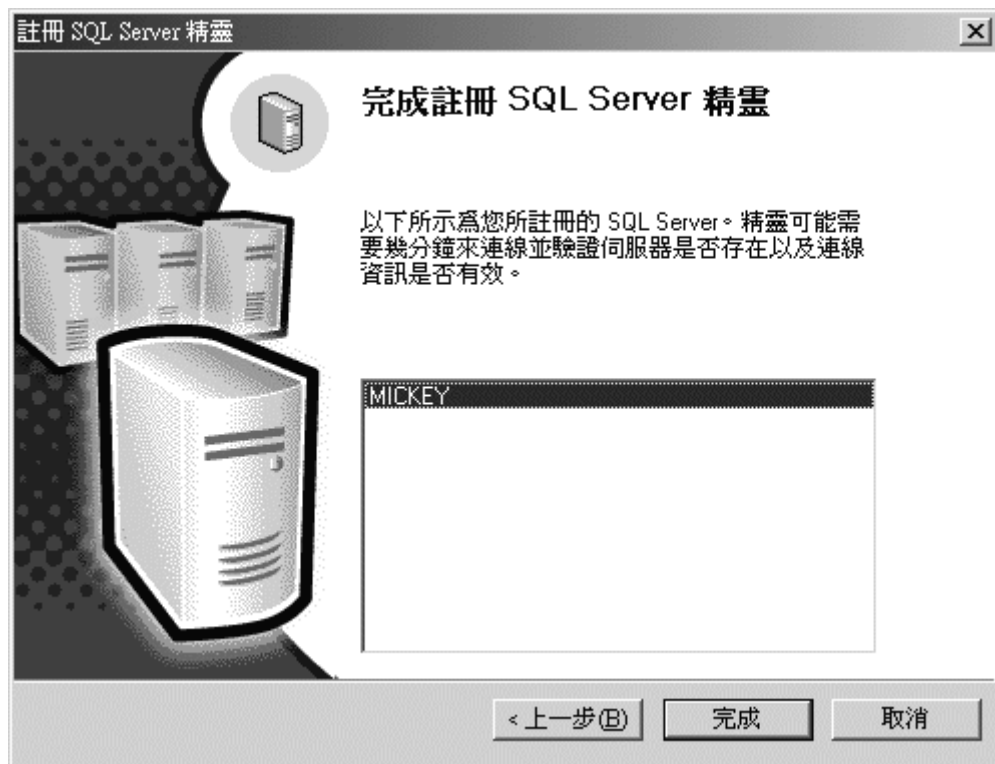 註冊 SQL Server 精靈
完成註冊 SQL Server 精靈
以下所示為您所註冊的 SQL Server。精靈可能需
要幾分鐘來連線並驗證伺服器是否存在以及連線
資訊是否有效。
MICKEY
< 上一步(B)
完成
取消